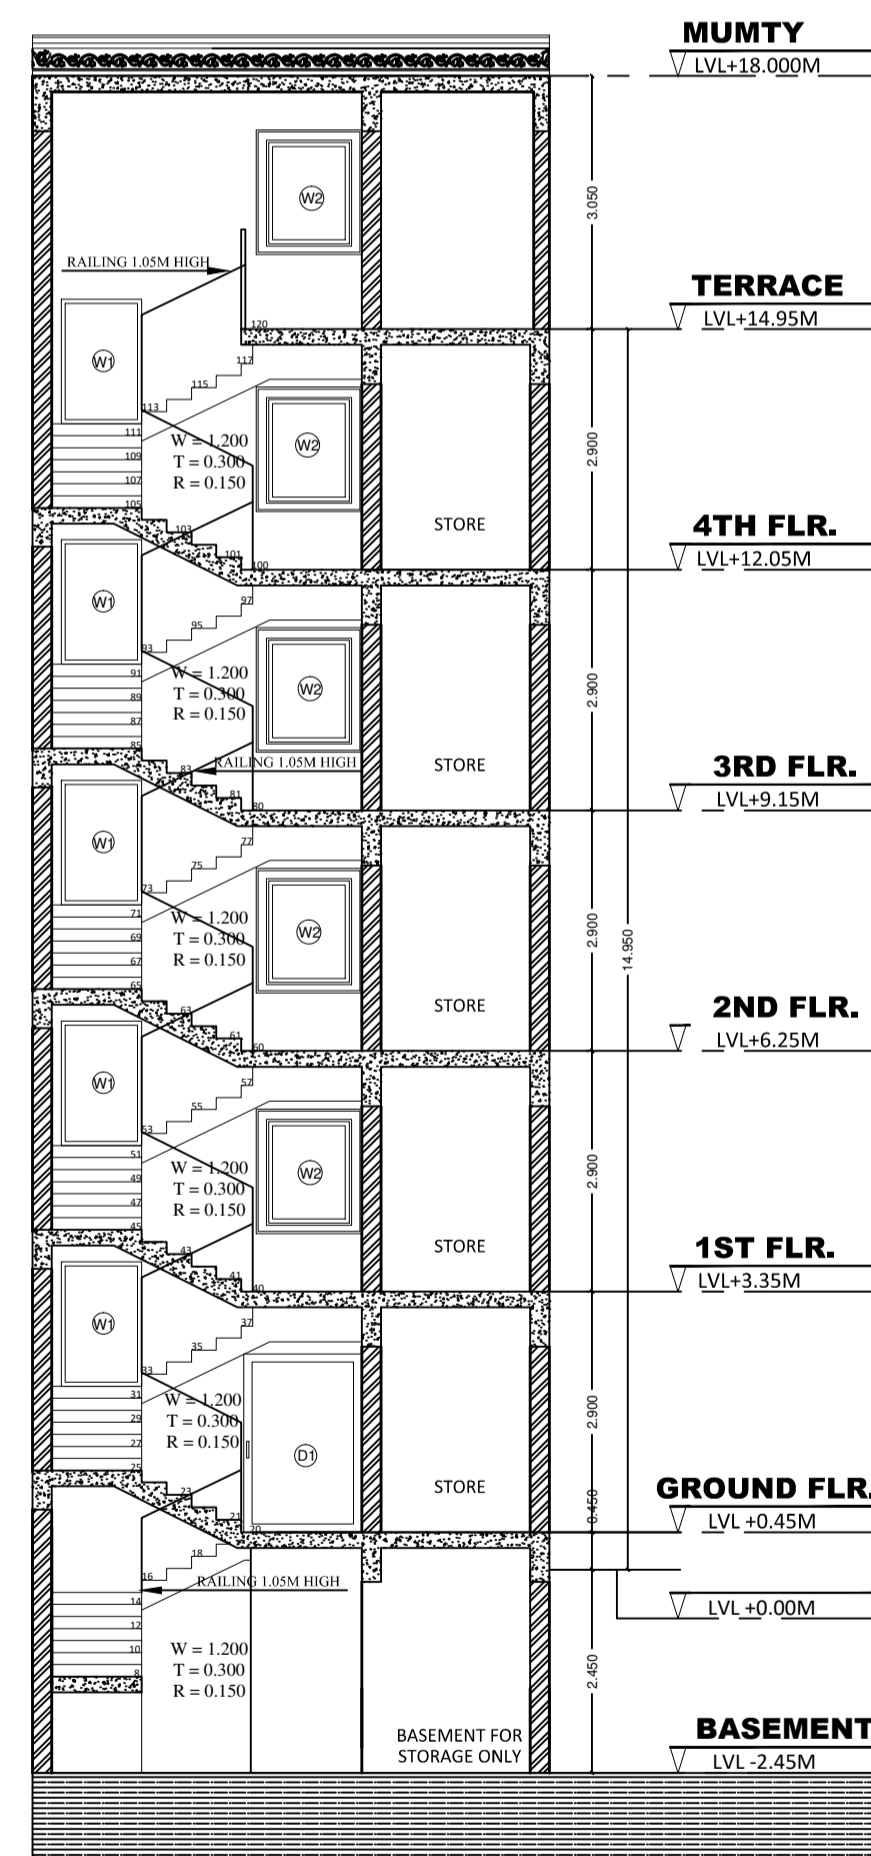 MUMTY
LVL+18.000M
W2
3.050
RAILING 1.05M HIGH
TERRACE
LVL+14.95M
120
W1
117
115
113
111
109
107
105
W = 1.200
T = 0.300
R = 0.150
W2
2.900
STORE
4TH FLR.
LVL+12.05M
103
101
100
W1
97
95
93
91
89
87
85
W = 1.200
T = 0.300
R = 0.150
W2
2.900
RAILING 1.05M HIGH
STORE
3RD FLR.
LVL+9.15M
83
81
80
W1
77
75
73
71
69
67
65
W = 1.200
T = 0.300
R = 0.150
W2
2.900
14.950
STORE
2ND FLR.
LVL+6.25M
63
61
60
W1
57
55
53
51
49
47
45
W = 1.200
T = 0.300
R = 0.150
W2
2.900
STORE
1ST FLR.
LVL+3.35M
43
41
40
W1
37
35
33
31
29
27
25
W = 1.200
T = 0.300
R = 0.150
D1
2.900
STORE
GROUND FLR.
LVL +0.45M
0.450
23
21
20
18
16
RAILING 1.05M HIGH
14
12
10
8
LVL +0.00M
W = 1.200
T = 0.300
R = 0.150
2.450
BASEMENT FOR
STORAGE ONLY
BASEMENT
LVL -2.45M